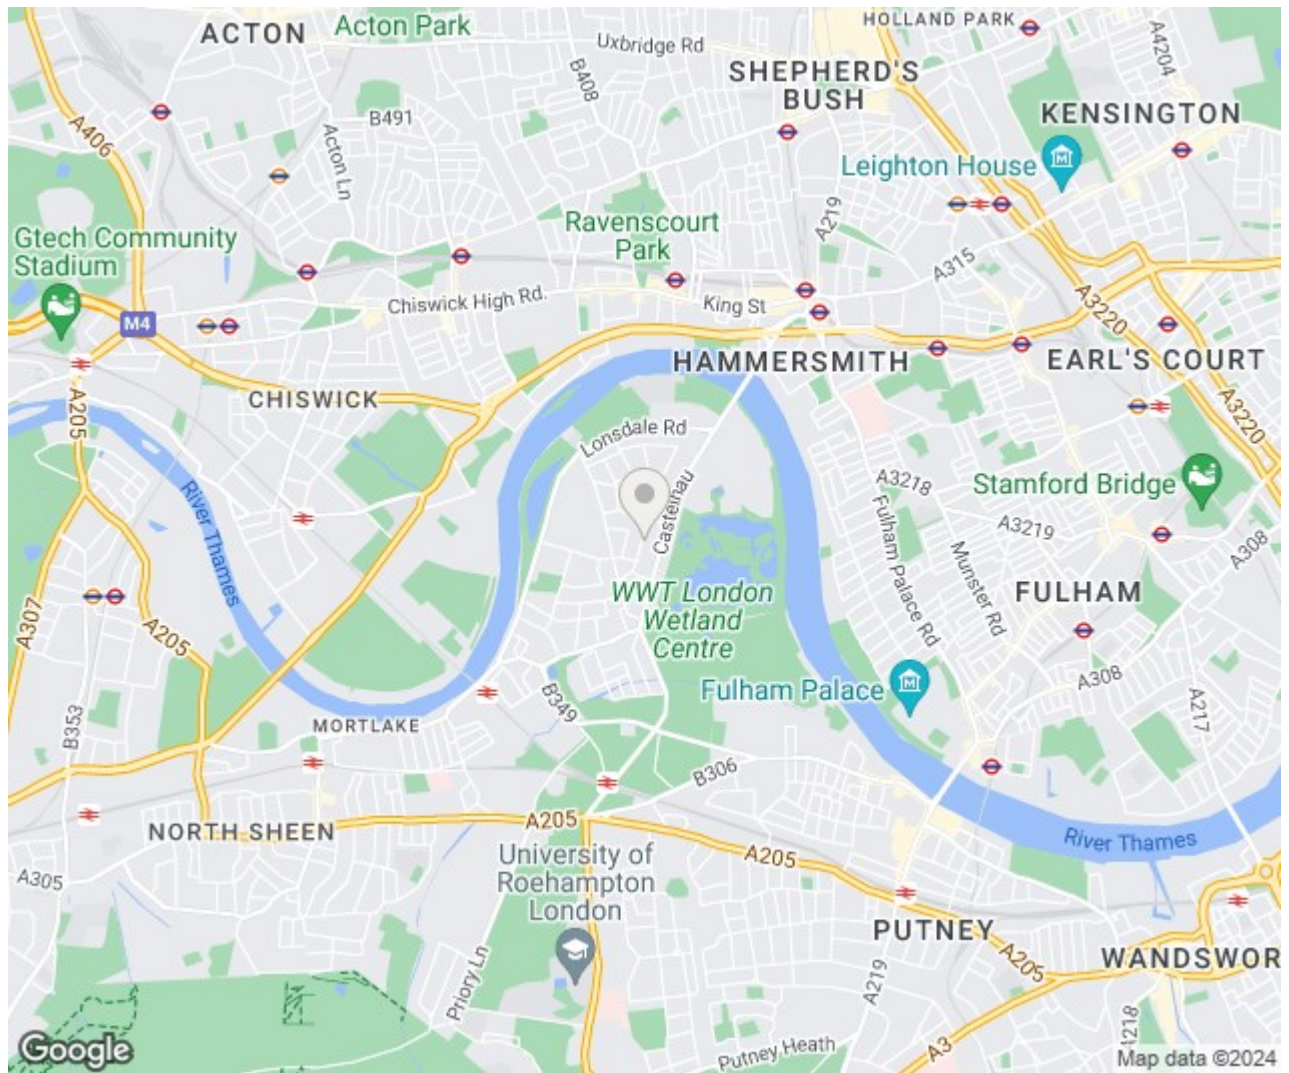 ACTON
Acton Park
HOLLAND PARK
Uxbridge Rd
A4204
B408
SHEPHERD'S
BUSH
B491
A406
Acton Ln
KENSINGTON
Leighton House
Ravenscourt
Park
A219
Gtech Community
Stadium
A315
Chiswick High Rd.
King St
M4
A3220
HAMMERSMITH
EARL'S COURT
CHISWICK
A205
A3220
Lonsdale Rd
A3218
Stamford Bridge
River Thames
Castelnau
Fulham Palace Rd
A3219
Munster Rd
A308
WWT London
Wetland
Centre
FULHAM
A307
A205
Fulham Palace
A308
B349
A217
B353
MORTLAKE
B306
NORTH SHEEN
A205
River Thames
A205
University of
Roehampton
London
A305
PUTNEY
A205
WANDSWOR
Priory Ln
A219
A218
Putney Heath
A3
Google
Map data ©2024